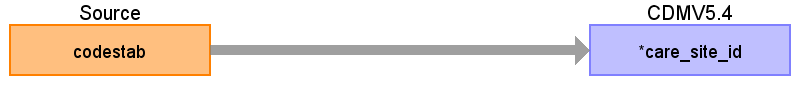 Source
CDMV5.4
codestab
*care_site_id